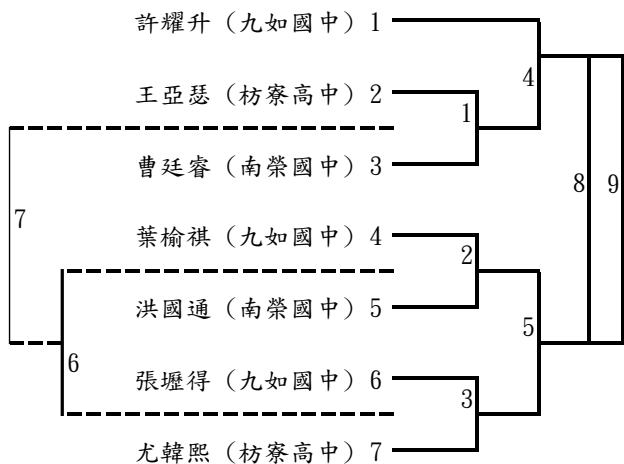 許耀升（九如國中）1
4
王亞瑟（枋寮高中）2
1
曹廷睿（南榮國中）3
8 9
7
葉榆祺（九如國中）4
2
洪國通（南榮國中）5
5
6
張壢得（九如國中）6
3
尤韓熙（枋寮高中）7